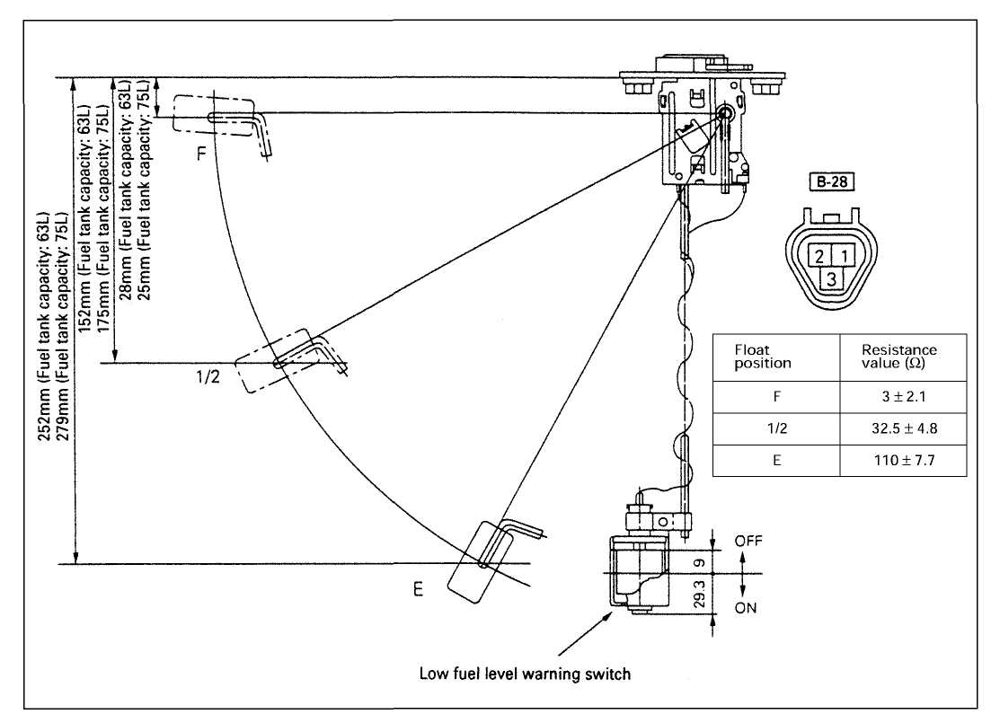 252mm (Fuel tank capacity: 63L)
279mm (Fuel tank capacity: 75L)
152mm (Fuel tank capacity: 63L)
175mm (Fuel tank capacity: 75L)
28mm (Fuel tank capacity: 63L)
25mm (Fuel tank capacity: 75L)
F
1/2
E
B-28
2 1
3
Float position
Resistance value (Ω)
F 3 ± 2.1
1/2 32.5 ± 4.8
E 110 ± 7.7
OFF
9
29.3
ON
Low fuel level warning switch